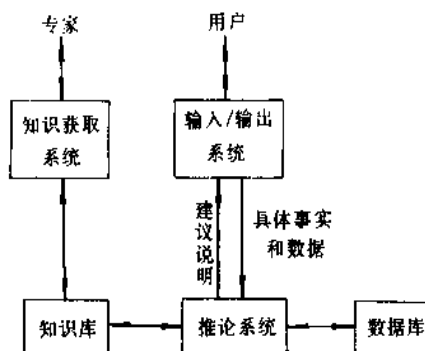 专家
用户
知识获取
系统
输入/输出
系统
建议说明
具体事实
和数据
知识库
推论系统
数据库